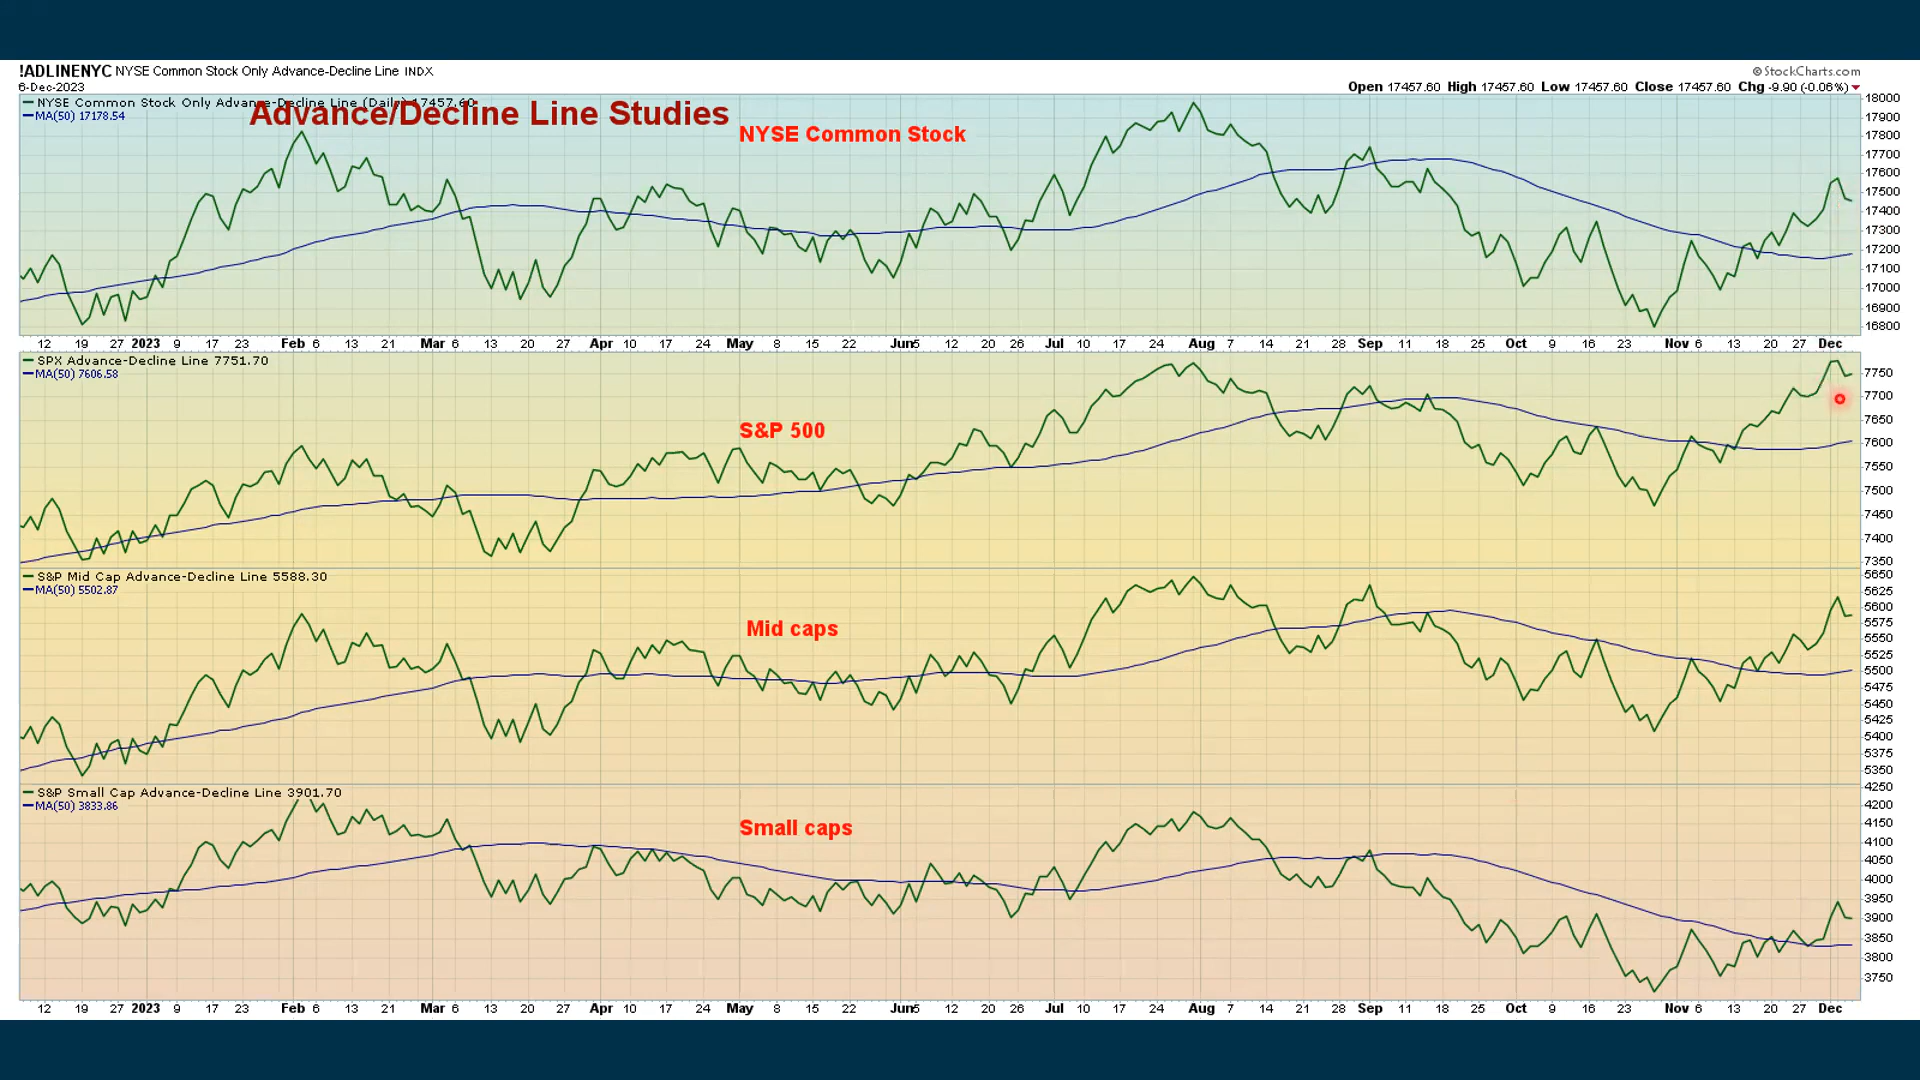 !ADLINENYC NYSE Common Stock Only Advance-Decline Line INDX
© StockCharts.com
6-Dec-2023
Open 17457.60 High 17457.60 Low 17457.60 Close 17457.60 Chg -9.90 (-0.06%)
NYSE Common Stock Only Advance-Decline Line (Daily) 17457.60
MA(50) 17178.54
Advance/Decline Line Studies
NYSE Common Stock
18000
17900
17800
17700
17600
17500
17400
17300
17200
17100
17000
16900
16800
12 19 27 2023 9 17 23 Feb 6 13 21 Mar 6 13 20 27 Apr 10 17 24 May 8 15 22 Jun 5 12 20 26 Jul 10 17 24 Aug 7 14 21 28 Sep 11 18 25 Oct 9 16 23 Nov 6 13 20 27 Dec
SPX Advance-Decline Line 7751.70
MA(50) 7606.58
S&P 500
7750
7700
7650
7600
7550
7500
7450
7400
7350
S&P Mid Cap Advance-Decline Line 5588.30
MA(50) 5502.87
Mid caps
5650
5625
5600
5575
5550
5525
5500
5475
5450
5425
5400
5375
5350
S&P Small Cap Advance-Decline Line 3901.70
MA(50) 3833.86
Small caps
4250
4200
4150
4100
4050
4000
3950
3900
3850
3800
3750
12 19 27 2023 9 17 23 Feb 6 13 21 Mar 6 13 20 27 Apr 10 17 24 May 8 15 22 Jun 5 12 20 26 Jul 10 17 24 Aug 7 14 21 28 Sep 11 18 25 Oct 9 16 23 Nov 6 13 20 27 Dec